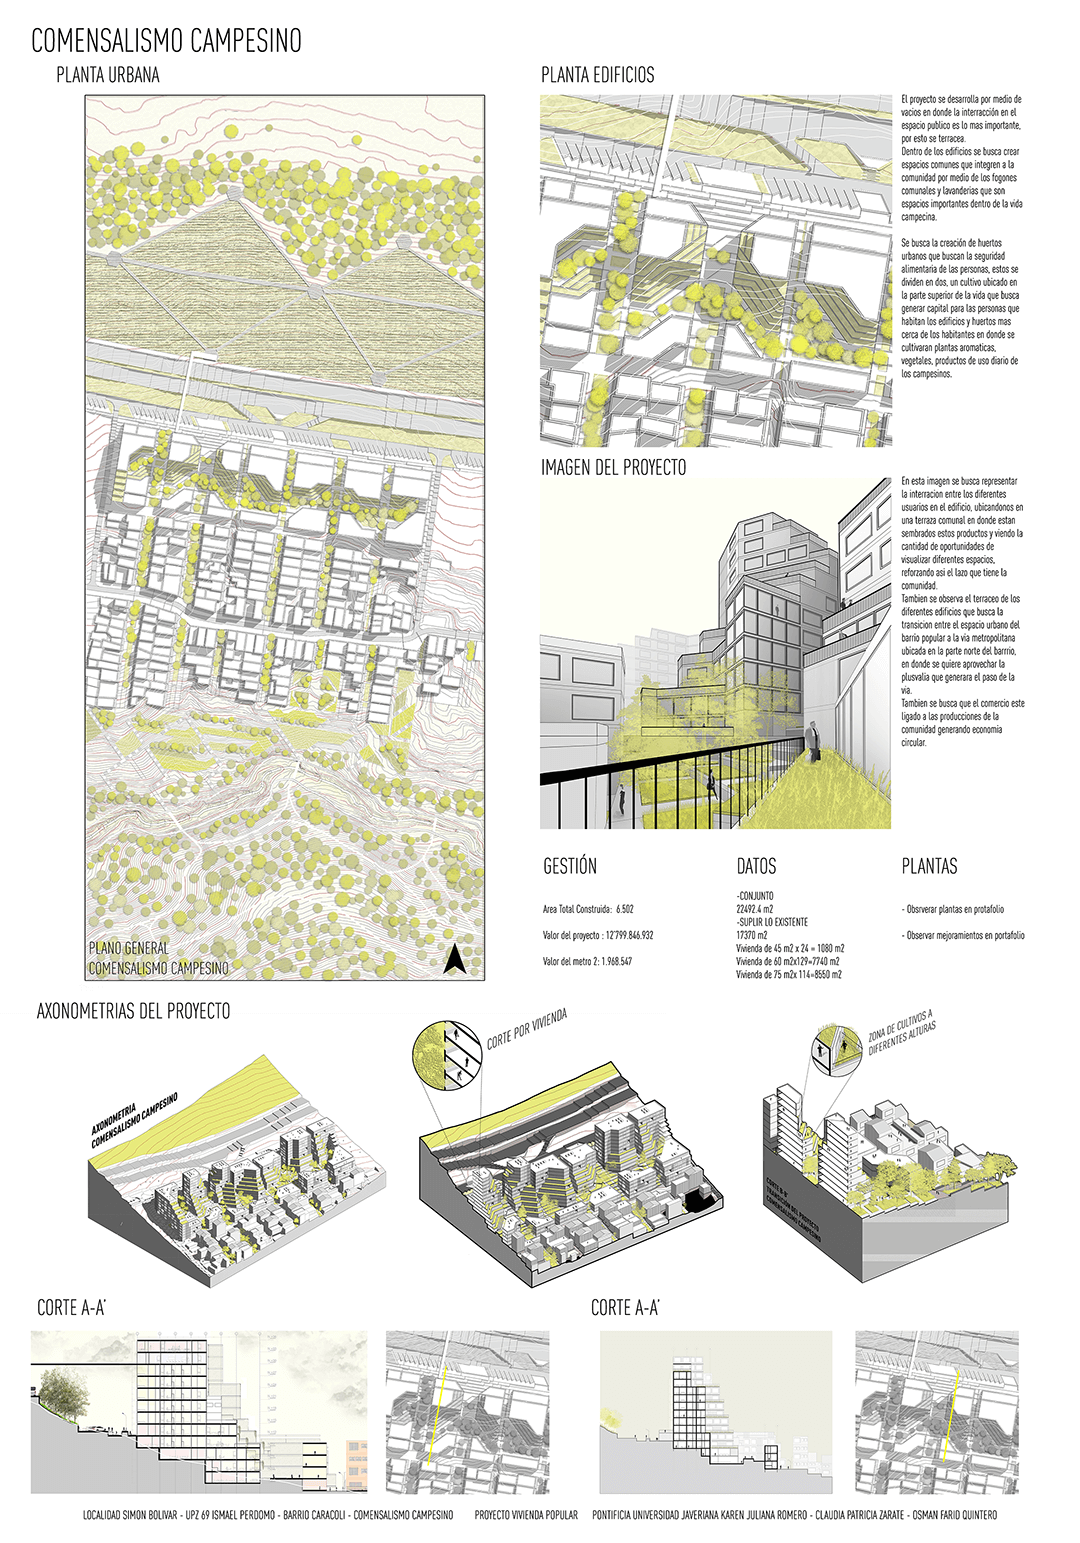 COMENSALISMO CAMPESINO
PLANTA URBANA
PLANO GENERAL
COMENSALISMO CAMPESINO
PLANTA EDIFICIOS
El proyecto se desarrolla por medio de
vacios en donde la interracción en el
espacio publico es lo mas importante,
por esto se terracea.
Dentro de los edificios se busca crear
espacios comunes que integren a la
comunidad por medio de los fogones
comunales y lavanderias que son
espacios importantes dentro de la vida
campecina.
Se busca la creación de huertos
urbanos que buscan la seguridad
alimentaria de las personas, estos se
dividen en dos, un cultivo ubicado en
la parte superior de la vida que busca
generar capital para las personas que
habitan los edificios y huertos mas
cerca de los habitantes en donde se
cultivaran plantas aromaticas,
vegetales, productos de uso diario de
los campesinos.
IMAGEN DEL PROYECTO
En esta imagen se busca representar
la interracion entre los diferentes
usuarios en el edificio, ubicandonos en
una terraza comunal en donde estan
sembrados estos productos y viendo la
cantidad de oportunidades de
visualizar diferentes espacios,
reforzando asi el lazo que tiene la
comunidad.
Tambien se observa el terraceo de los
diferentes edificios que busca la
transicion entre el espacio urbano del
barrio popular a la via metropolitana
ubicada en la parte norte del barrrio,
en donde se quiere aprovechar la
plusvalia que generara el paso de la
via.
Tambien se busca que el comercio este
ligado a las producciones de la
comunidad generando economia
circular.
GESTIÓN
Area Total Construida: 6.502
Valor del proyecto : 12'799.846.932
Valor del metro 2: 1.968.547
DATOS
-CONJUNTO
22492.4 m2
-SUPLIR LO EXISTENTE
17370 m2
Vivienda de 45 m2 x 24 = 1080 m2
Vivienda de 60 m2x129=7740 m2
Vivienda de 75 m2x 114=8550 m2
PLANTAS
- Obsrverar plantas en protafolio
- Observar mejoramientos en portafolio
AXONOMETRIAS DEL PROYECTO
AXONOMETRIA
COMENSALISMO CAMPESINO
CORTE POR VIVIENDA
ZONA DE CULTIVOS A
DIFERENTES ALTURAS
CORTE B-B'
TRANSICIÓN DEL PROYECTO
COMENSALISMO CAMPESINO
CORTE A-A'
CORTE A-A'
LOCALIDAD SIMON BOLIVAR - UPZ 69 ISMAEL PERDOMO - BARRIO CARACOLI - COMENSALISMO CAMPESINO PROYECTO VIVIENDA POPULAR PONTIFICIA UNIVERSIDAD JAVERIANA KAREN JULIANA ROMERO - CLAUDIA PATRICIA ZARATE - OSMAN FARID QUINTERO